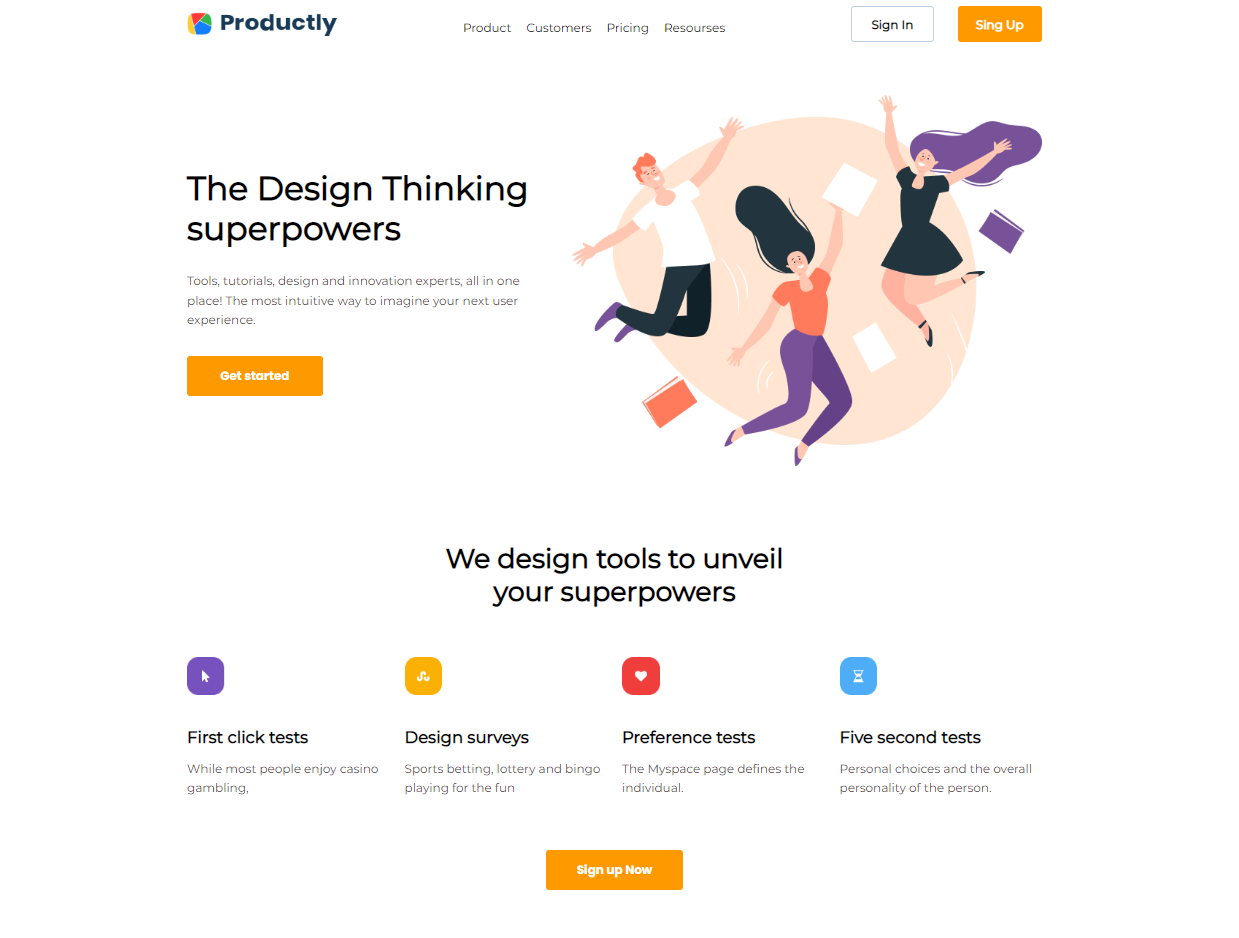 Productly
Product Customers Pricing Resourses
Sign In
Sing Up
The Design Thinking
superpowers
Tools, tutorials, design and innovation experts, all in one
place! The most intuitive way to imagine your next user
experience.
Get started
We design tools to unveil
your superpowers
First click tests
While most people enjoy casino
gambling,
Design surveys
Sports betting, lottery and bingo
playing for the fun
Preference tests
The Myspace page defines the
individual.
Five second tests
Personal choices and the overall
personality of the person.
Sign up Now